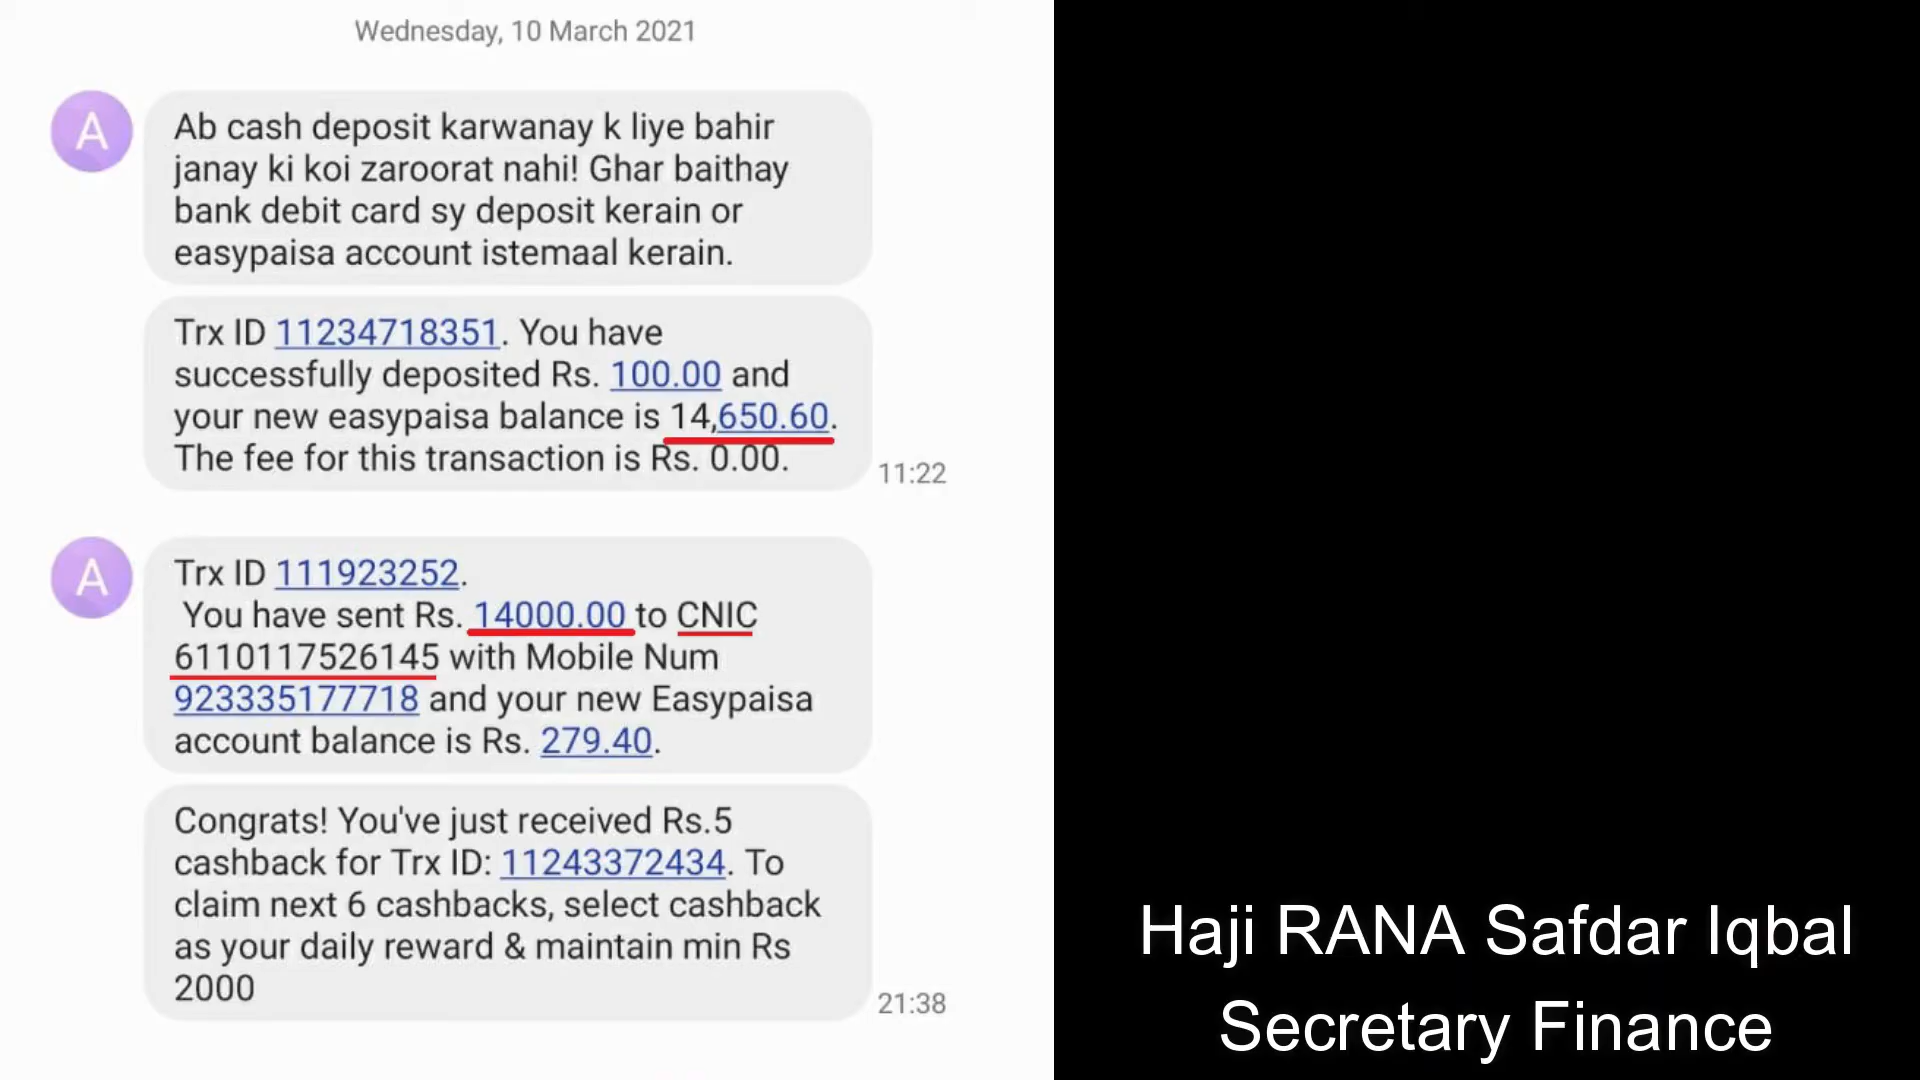 Wednesday, 10 March 2021
A
Ab cash deposit karwanay k liye bahir
janay ki koi zaroorat nahi! Ghar baithay
bank debit card sy deposit kerain or
easypaisa account istemaal kerain.
Trx ID 11234718351. You have
successfully deposited Rs. 100.00 and
your new easypaisa balance is 14,650.60.
The fee for this transaction is Rs. 0.00.
11:22
A
Trx ID 111923252.
You have sent Rs. 14000.00 to CNIC
6110117526145 with Mobile Num
923335177718 and your new Easypaisa
account balance is Rs. 279.40.
Congrats! You've just received Rs.5
cashback for Trx ID: 11243372434. To
claim next 6 cashbacks, select cashback
as your daily reward & maintain min Rs
2000
21:38
Haji RANA Safdar Iqbal
Secretary Finance